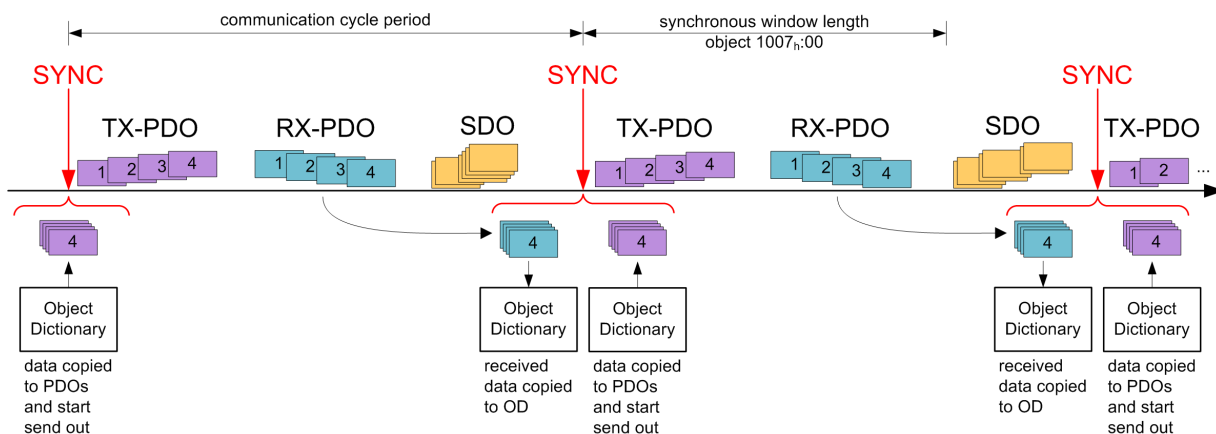 communication cycle period
synchronous window length
object 1007h:00
SYNC
SYNC
SYNC
TX-PDO
RX-PDO
SDO
TX-PDO
RX-PDO
SDO
TX-PDO
1
2
3
4
1
2
3
4
1
2
3
4
1
2
3
4
1
2
...
4
4
4
4
4
Object
Dictionary
Object
Dictionary
Object
Dictionary
Object
Dictionary
Object
Dictionary
data copied
to PDOs
and start
send out
received
data copied
to OD
data copied
to PDOs
and start
send out
received
data copied
to OD
data copied
to PDOs
and start
send out